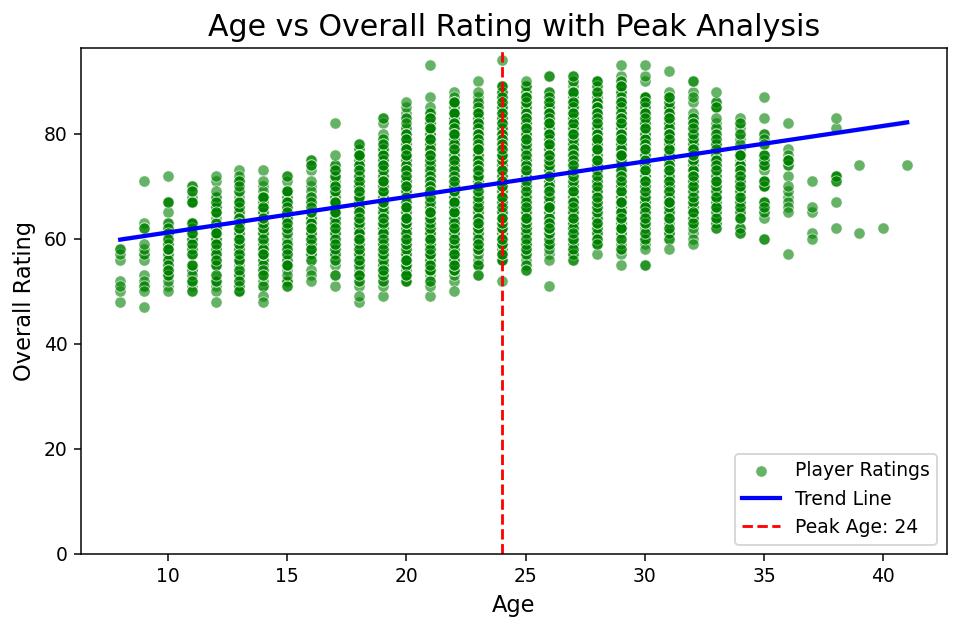 Age vs Overall Rating with Peak Analysis
Overall Rating
80
60
40
20
0
10
15
20
25
30
35
40
Age
Player Ratings
Trend Line
Peak Age: 24